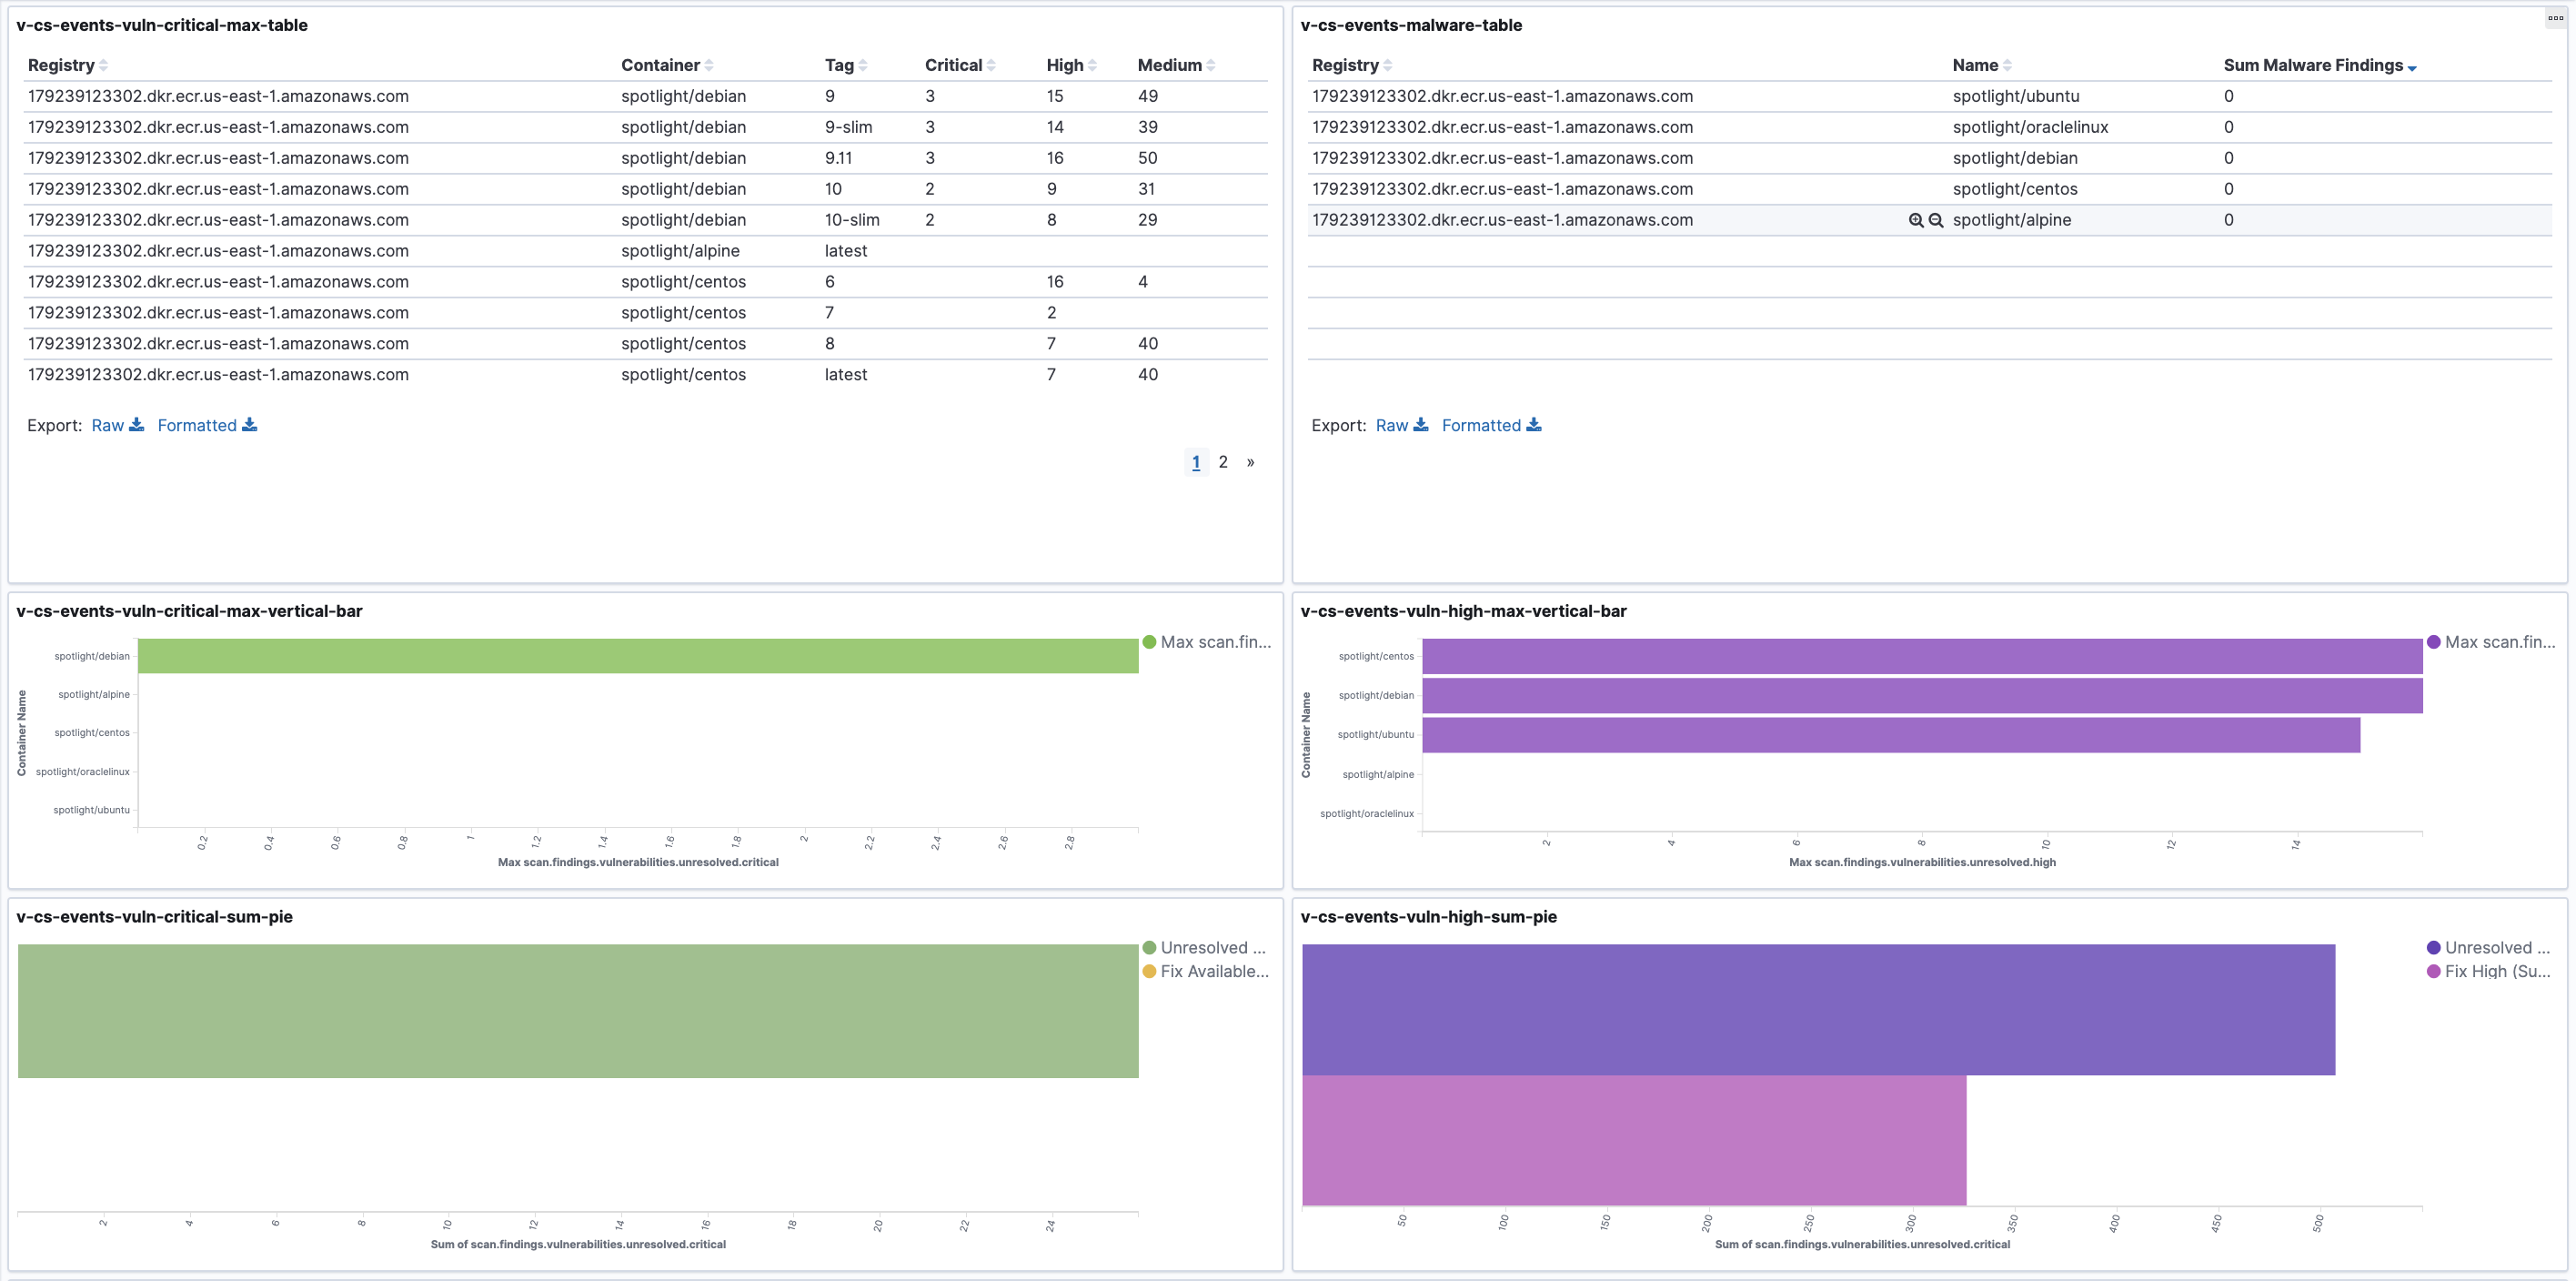 v-cs-events-vuln-critical-max-table
Registry Container Tag Critical High Medium
179239123302.dkr.ecr.us-east-1.amazonaws.com spotlight/debian 9 3 15 49
179239123302.dkr.ecr.us-east-1.amazonaws.com spotlight/debian 9-slim 3 14 39
179239123302.dkr.ecr.us-east-1.amazonaws.com spotlight/debian 9.11 3 16 50
179239123302.dkr.ecr.us-east-1.amazonaws.com spotlight/debian 10 2 9 31
179239123302.dkr.ecr.us-east-1.amazonaws.com spotlight/debian 10-slim 2 8 29
179239123302.dkr.ecr.us-east-1.amazonaws.com spotlight/alpine latest
179239123302.dkr.ecr.us-east-1.amazonaws.com spotlight/centos 6 16 4
179239123302.dkr.ecr.us-east-1.amazonaws.com spotlight/centos 7 2
179239123302.dkr.ecr.us-east-1.amazonaws.com spotlight/centos 8 7 40
179239123302.dkr.ecr.us-east-1.amazonaws.com spotlight/centos latest 7 40
Export: Raw Formatted
1 2 »
v-cs-events-malware-table
Registry Name Sum Malware Findings
179239123302.dkr.ecr.us-east-1.amazonaws.com spotlight/ubuntu 0
179239123302.dkr.ecr.us-east-1.amazonaws.com spotlight/oraclelinux 0
179239123302.dkr.ecr.us-east-1.amazonaws.com spotlight/debian 0
179239123302.dkr.ecr.us-east-1.amazonaws.com spotlight/centos 0
179239123302.dkr.ecr.us-east-1.amazonaws.com spotlight/alpine 0
Export: Raw Formatted
v-cs-events-vuln-critical-max-vertical-bar
Max scan.fin...
Container Name
spotlight/debian
spotlight/alpine
spotlight/centos
spotlight/oraclelinux
spotlight/ubuntu
0.2 0.4 0.6 0.8 1 1.2 1.4 1.6 1.8 2 2.2 2.4 2.6 2.8
Max scan.findings.vulnerabilities.unresolved.critical
v-cs-events-vuln-high-max-vertical-bar
Max scan.fin...
Container Name
spotlight/centos
spotlight/debian
spotlight/ubuntu
spotlight/alpine
spotlight/oraclelinux
2 4 6 8 10 12 14
Max scan.findings.vulnerabilities.unresolved.high
v-cs-events-vuln-critical-sum-pie
Unresolved ...
Fix Available...
2 4 6 8 10 12 14 16 18 20 22 24
Sum of scan.findings.vulnerabilities.unresolved.critical
v-cs-events-vuln-high-sum-pie
Unresolved ...
Fix High (Su...
50 100 150 200 250 300 350 400 450 500
Sum of scan.findings.vulnerabilities.unresolved.critical